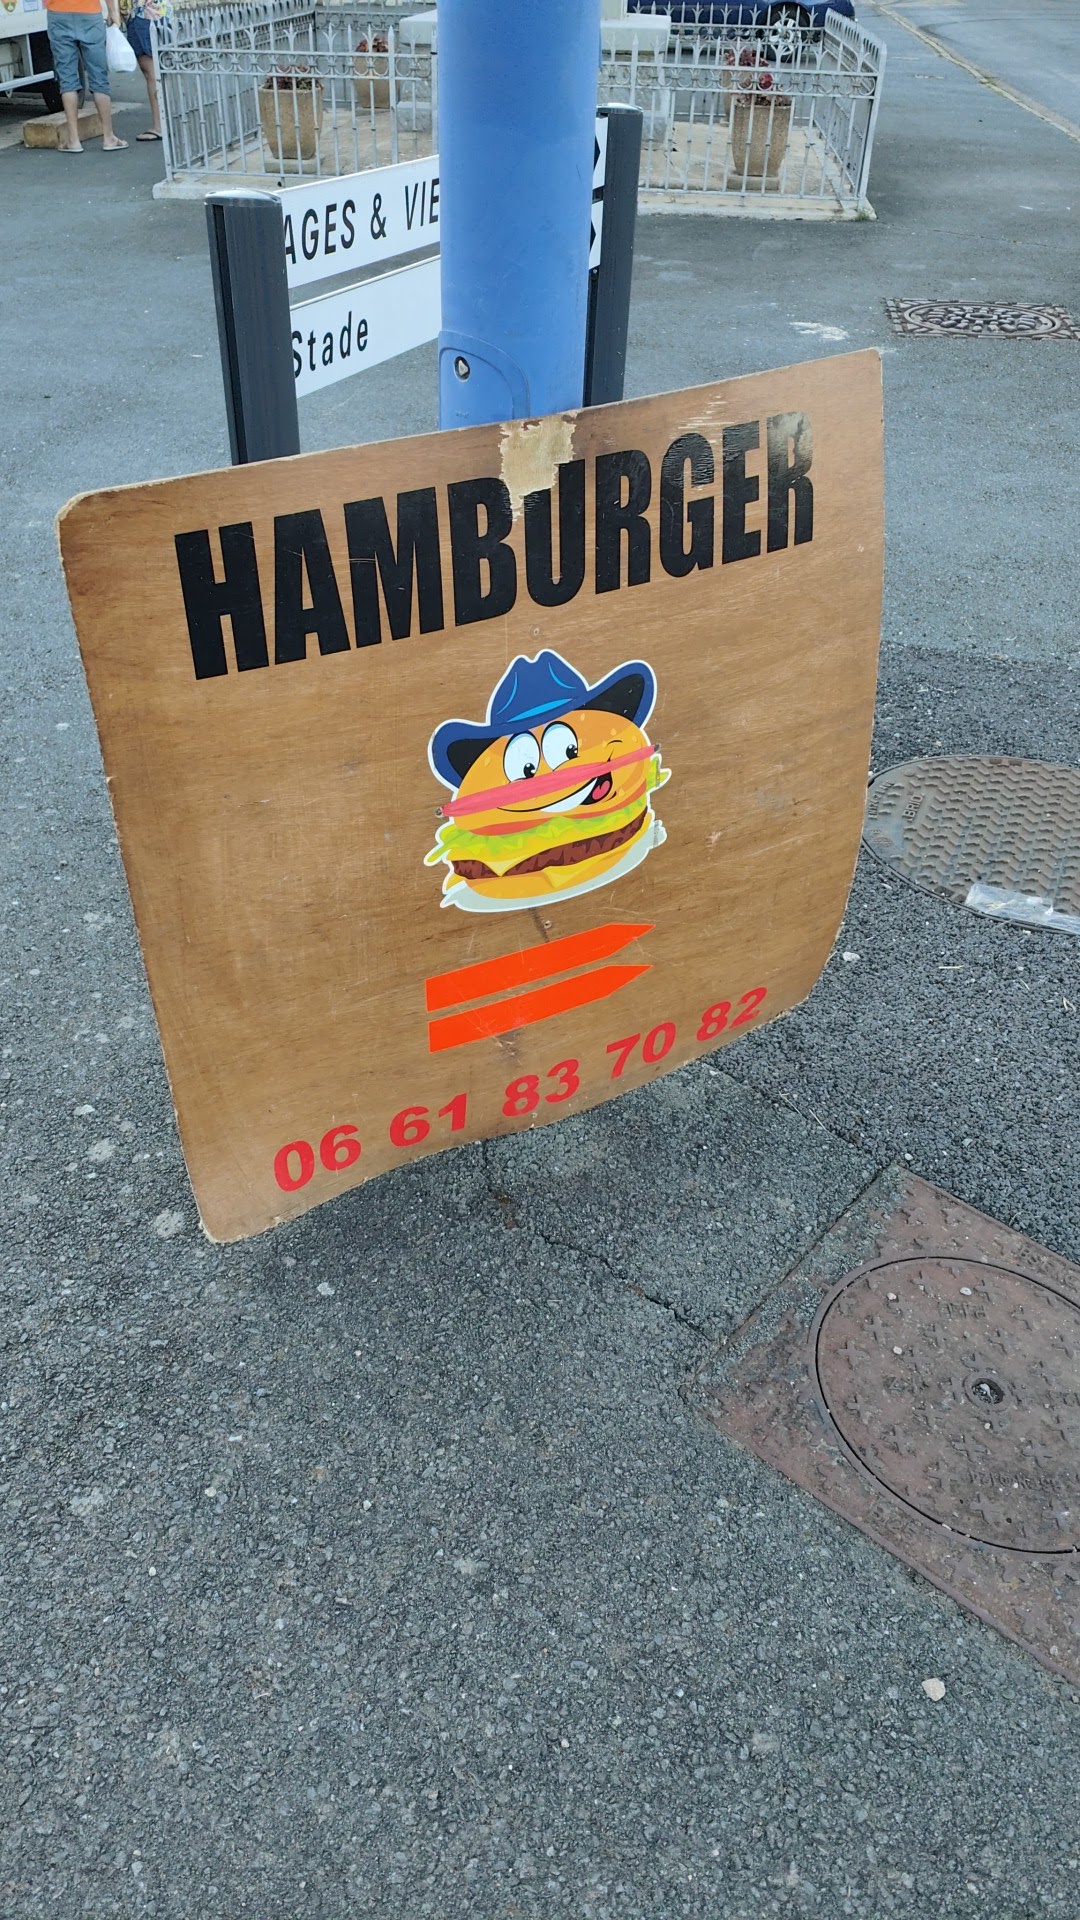 AGES & VIE
Stade
HAMBURGER
06 61 83 70 82